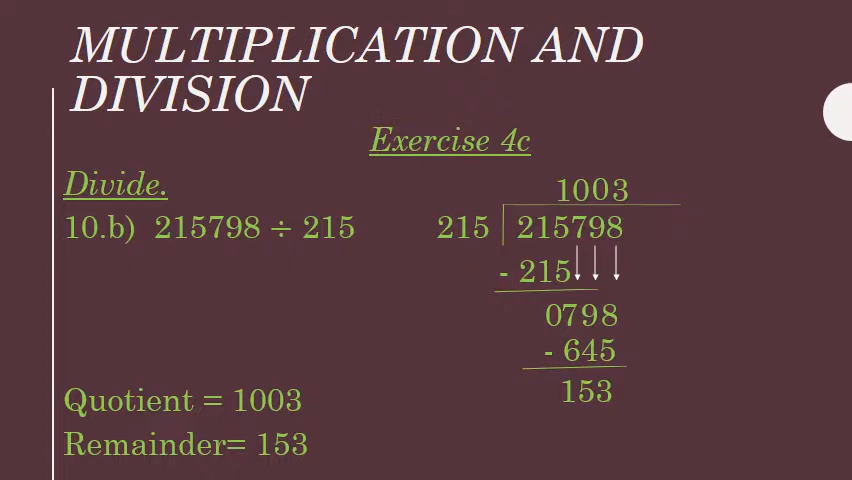 MULTIPLICATION AND
DIVISION
Exercise 4c
Divide.
10.b) 215798 ÷ 215
1003
215 215798
- 215
0798
- 645
153
Quotient = 1003
Remainder= 153